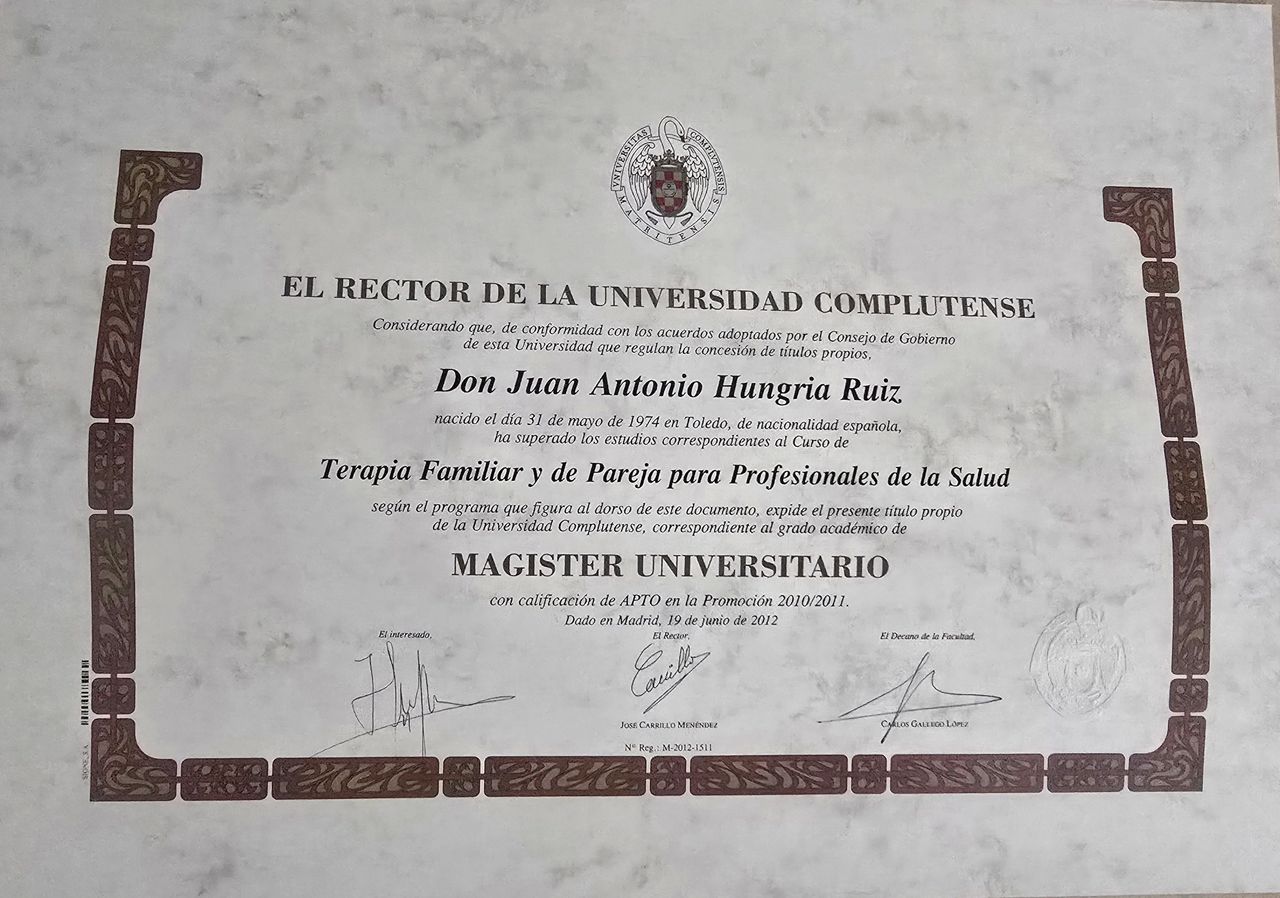 VNIVERSITAS COMPLVTENSIS
MATRITENSIS
EL RECTOR DE LA UNIVERSIDAD COMPLUTENSE
Considerando que, de conformidad con los acuerdos adoptados por el Consejo de Gobierno
de esta Universidad que regulan la concesión de títulos propios,
Don Juan Antonio Hungria Ruiz
nacido el día 31 de mayo de 1974 en Toledo, de nacionalidad española,
ha superado los estudios correspondientes al Curso de
Terapia Familiar y de Pareja para Profesionales de la Salud
según el programa que figura al dorso de este documento, expide el presente título propio
de la Universidad Complutense, correspondiente al grado académico de
MAGISTER UNIVERSITARIO
con calificación de APTO en la Promoción 2010/2011.
Dado en Madrid, 19 de junio de 2012
El interesado, El Rector, El Decano de la Facultad,
Carrillo
JOSÉ CARRILLO MENÉNDEZ CARLOS GALLEGO LÓPEZ
Nº Reg.: M-2012-1511
SIGNE, S.A.